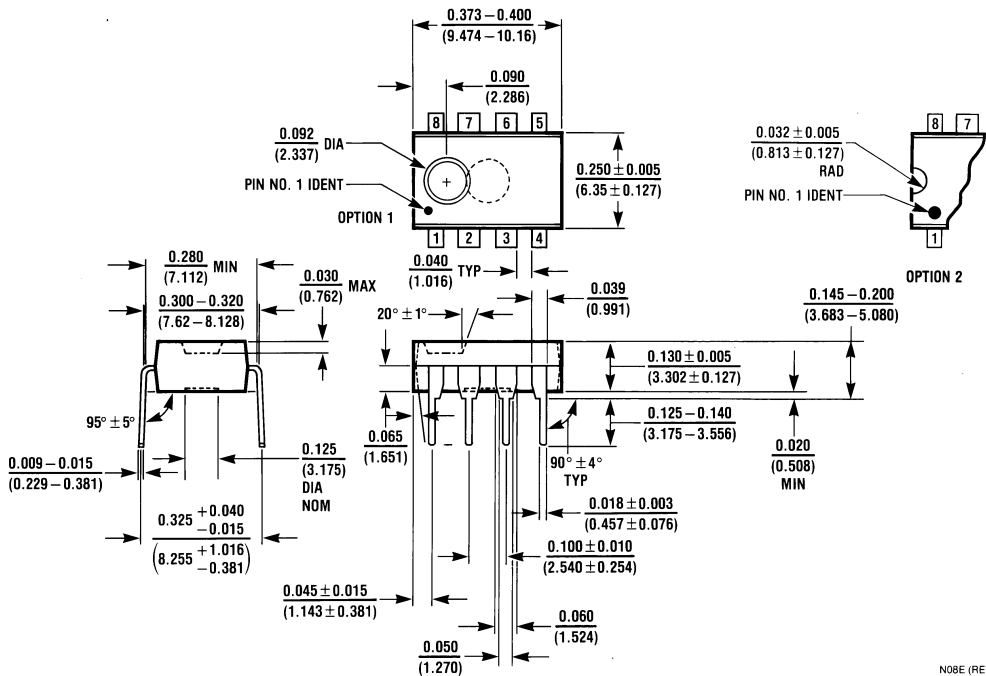 0.373 – 0.400
(9.474 – 10.16)
0.090
(2.286)
8 7 6 5
0.092 DIA
(2.337)
PIN NO. 1 IDENT
OPTION 1
0.250 ± 0.005
(6.35 ± 0.127)
1 2 3 4
8 7
0.032 ± 0.005
(0.813 ± 0.127)
RAD
PIN NO. 1 IDENT
1
OPTION 2
0.280 MIN
(7.112)
0.300 – 0.320
(7.62 – 8.128)
0.030 MAX
(0.762)
0.040 TYP
(1.016)
0.039
(0.991)
20° ± 1°
0.145 – 0.200
(3.683 – 5.080)
0.130 ± 0.005
(3.302 ± 0.127)
0.125 – 0.140
(3.175 – 3.556)
0.020
(0.508)
MIN
95° ± 5°
0.009 – 0.015
(0.229 – 0.381)
0.125
(3.175)
DIA
NOM
0.065
(1.651)
90° ± 4°
TYP
0.018 ± 0.003
(0.457 ± 0.076)
0.325 +0.040
–0.015
(8.255 +1.016
–0.381)
0.100 ± 0.010
(2.540 ± 0.254)
0.045 ± 0.015
(1.143 ± 0.381)
0.060
(1.524)
0.050
(1.270)
N08E (RE